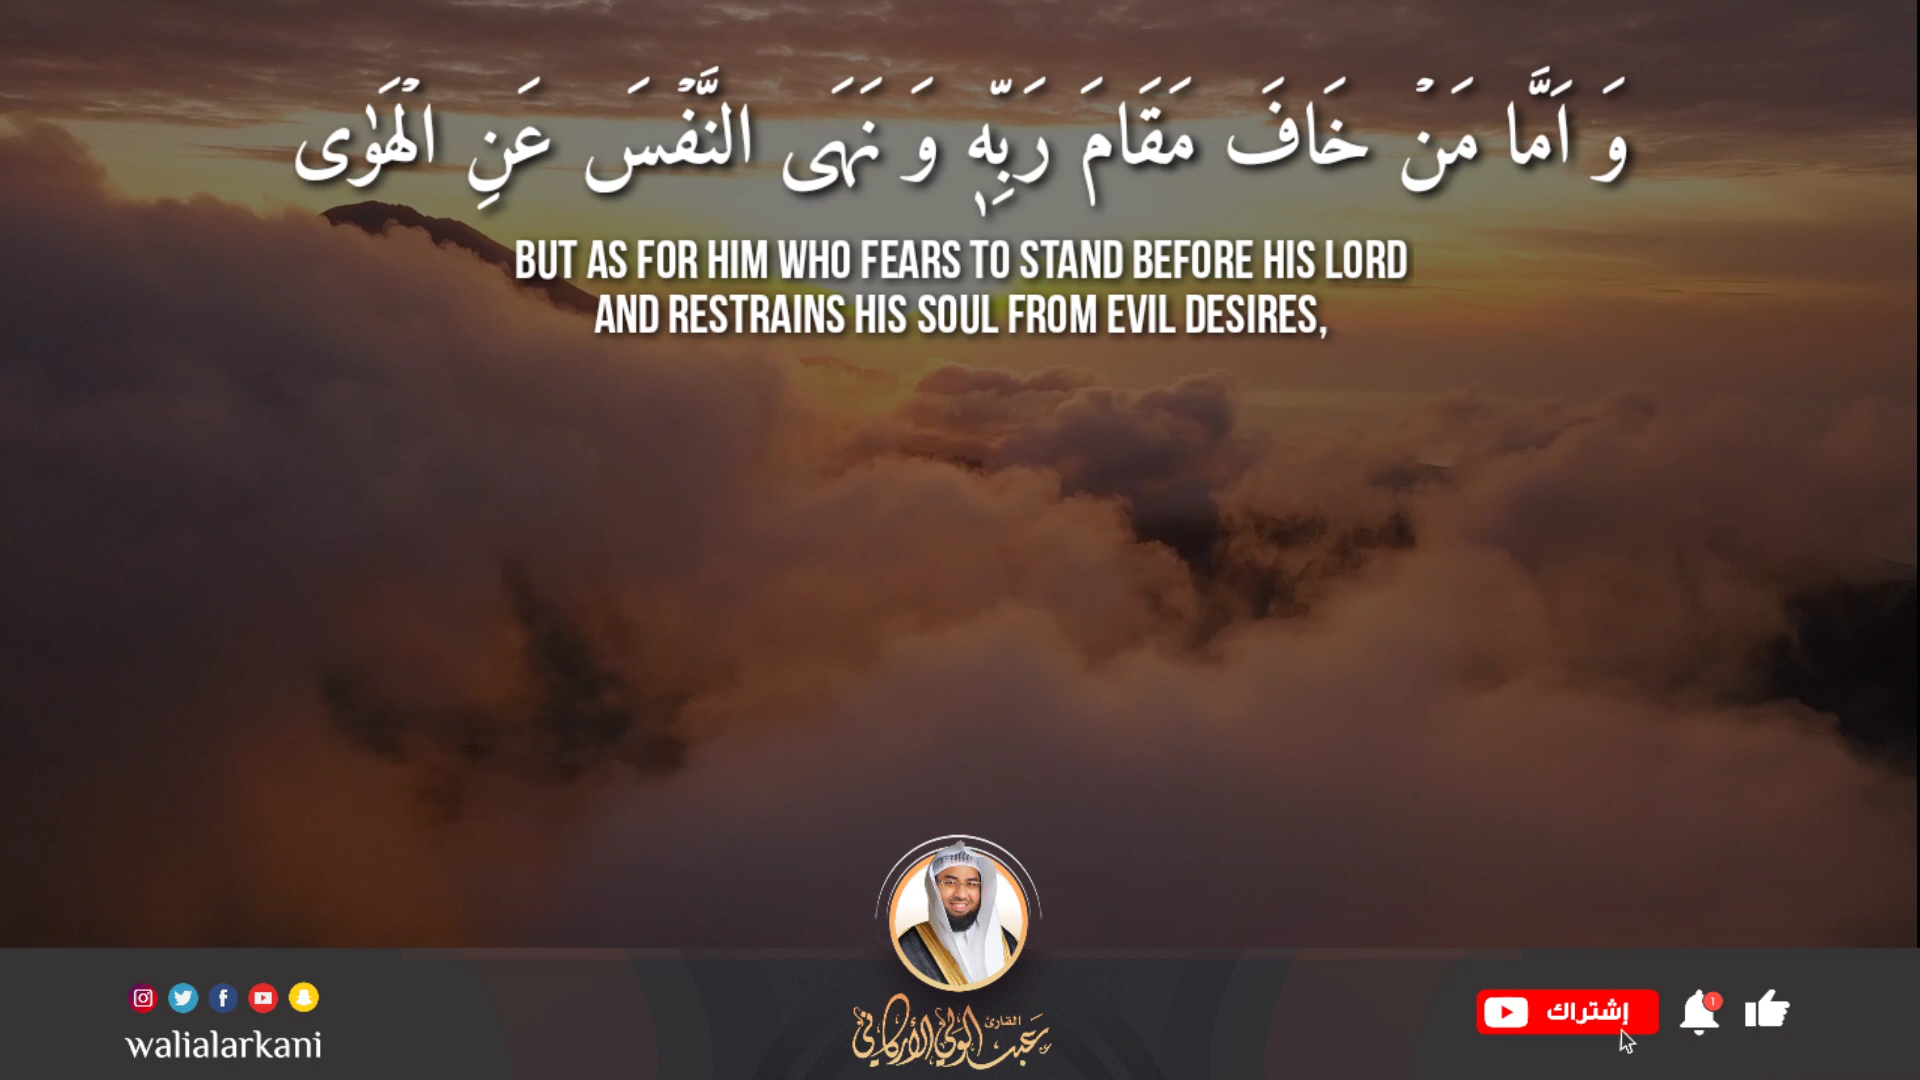 وَ اَمَّا مَنۡ خَافَ مَقَامَ رَبِّهٖ وَ نَهَى النَّفۡسَ عَنِ الۡهَوٰى
BUT AS FOR HIM WHO FEARS TO STAND BEFORE HIS LORD
AND RESTRAINS HIS SOUL FROM EVIL DESIRES,
walialarkani
القارئ
عبد الولي الأركاني
إشتراك
1